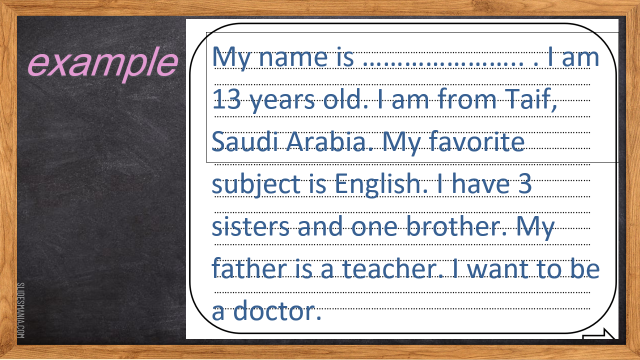 example
My name is ………………….. . I am
13 years old. I am from Taif,
Saudi Arabia. My favorite
subject is English. I have 3
sisters and one brother. My
father is a teacher. I want to be
a doctor.
SLIDESMANIA.COM